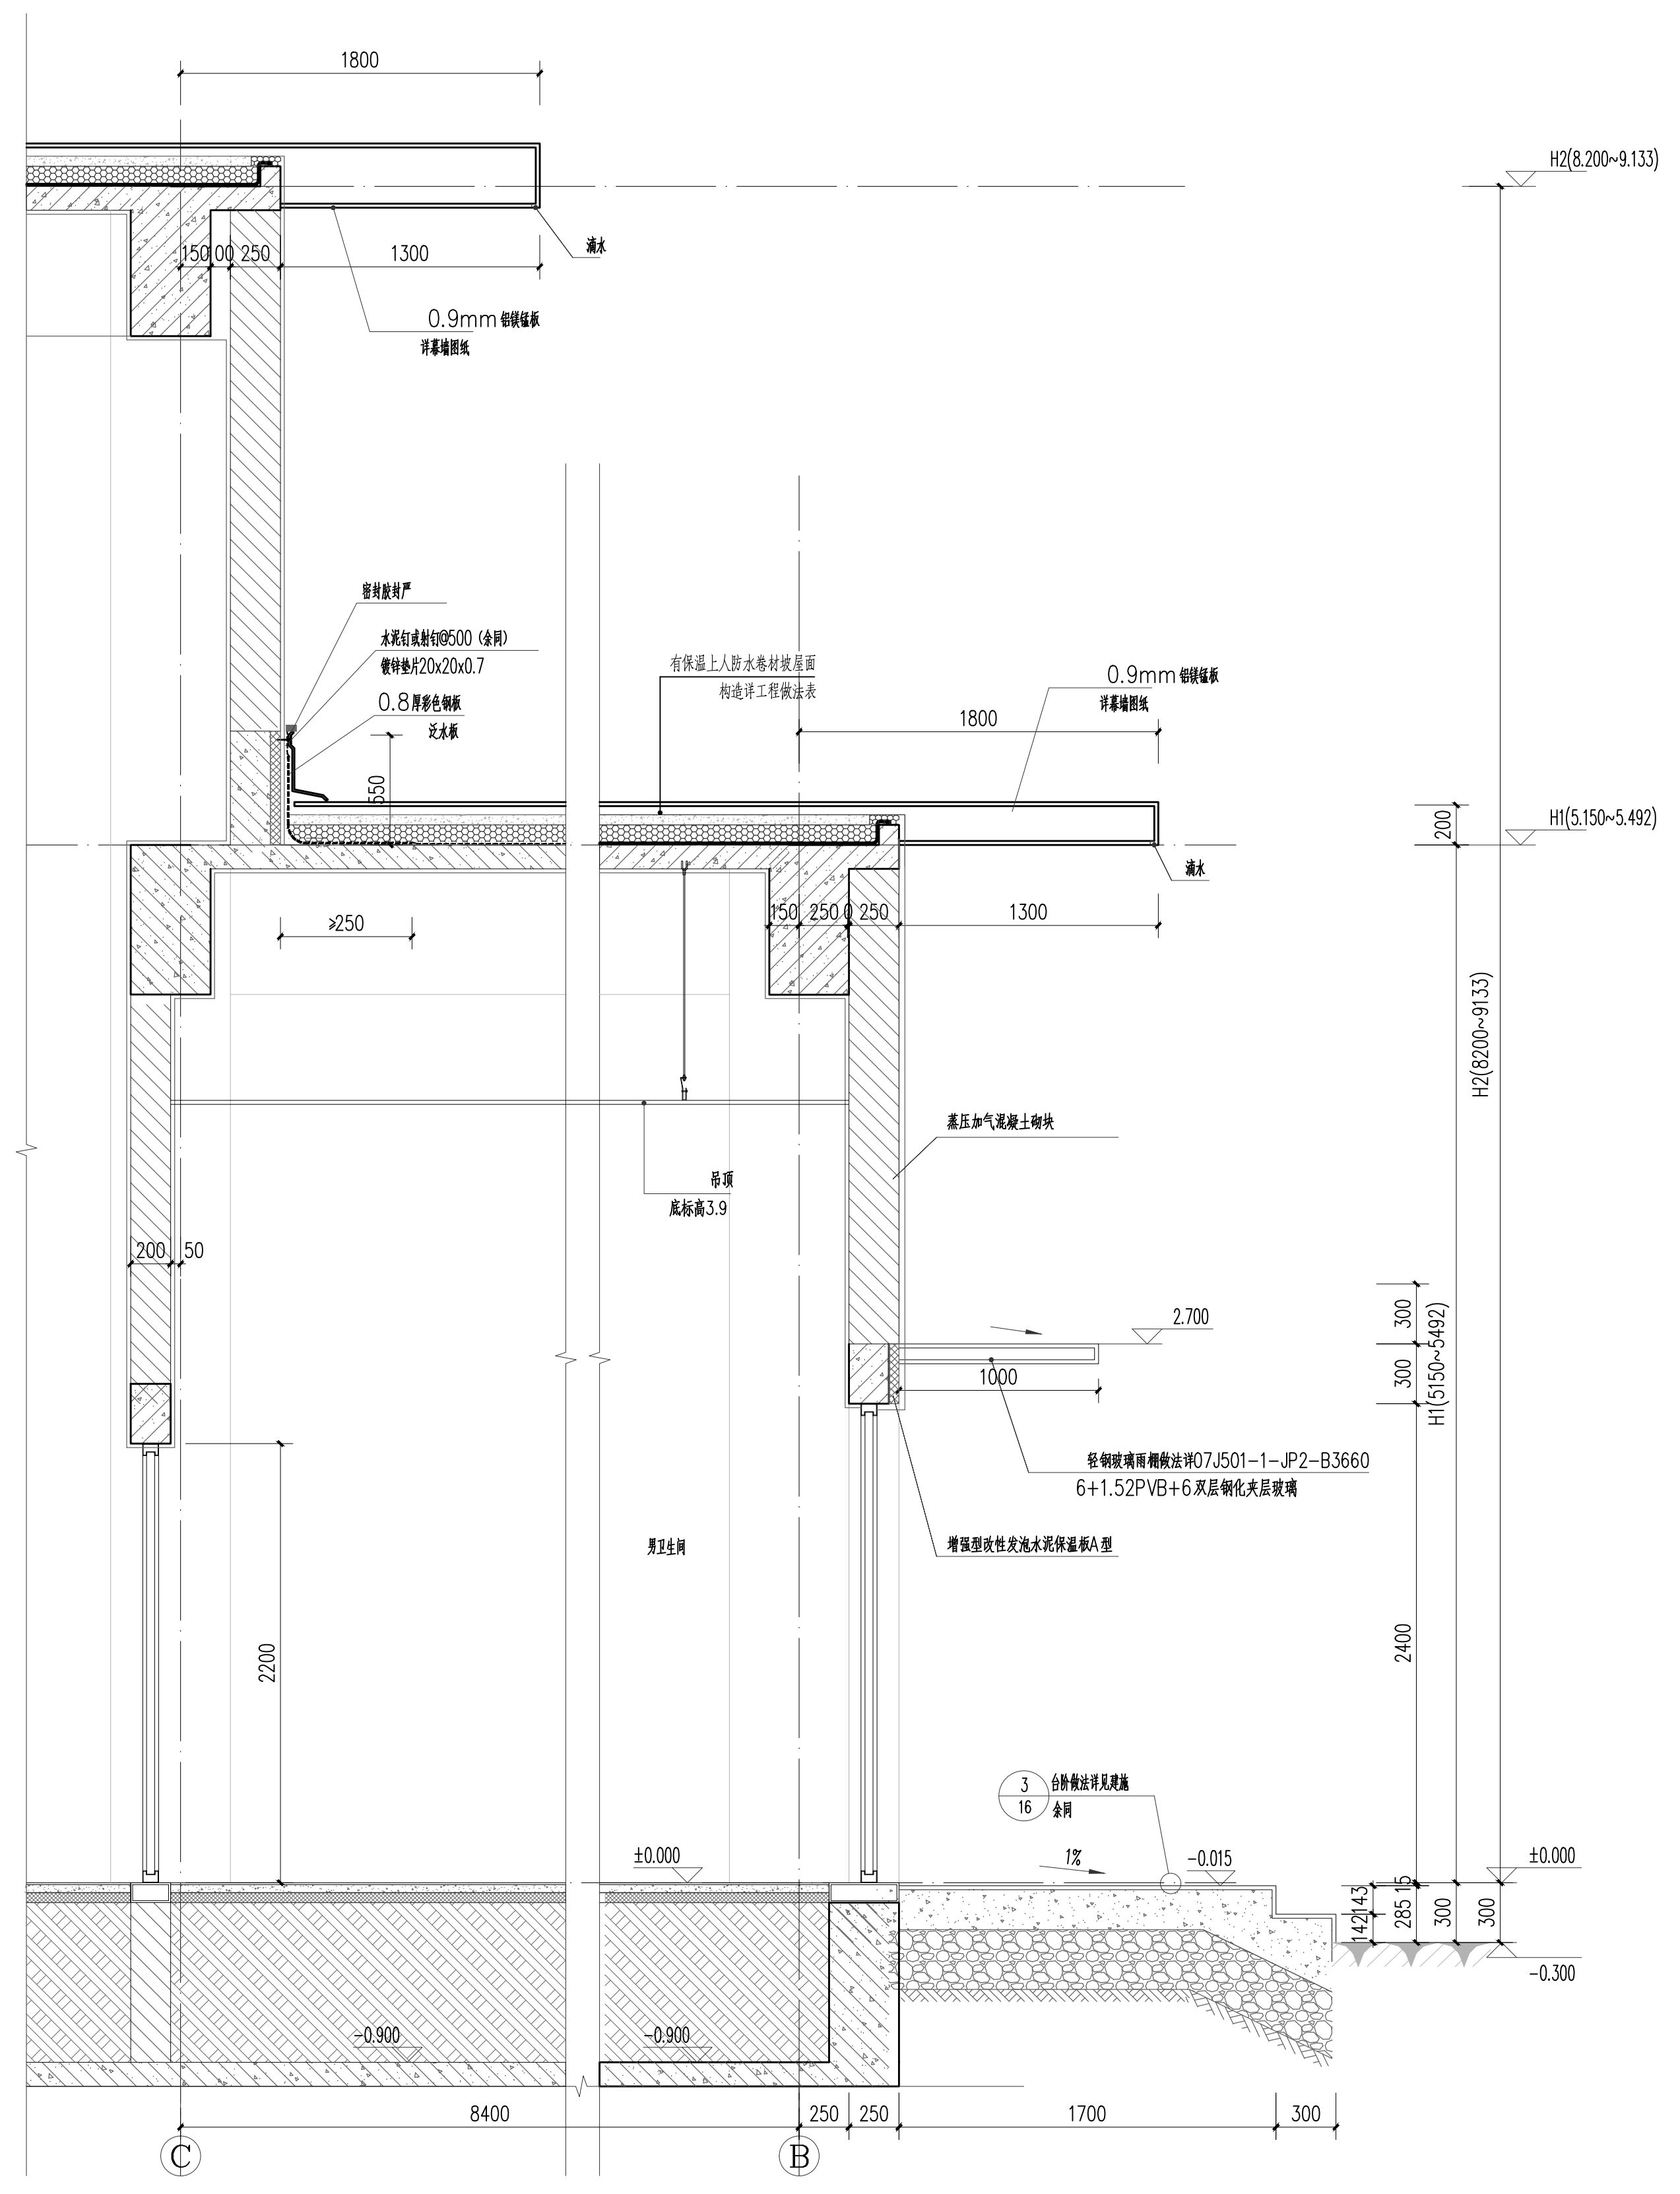 1800
H2(8.200~9.133)
滴水
150
100
250
1300
0.9mm 铝镁锰板
详幕墙图纸
密封胶封严
水泥钉或射钉@500（余同）
镀锌垫片20x20x0.7
0.8厚彩色钢板
泛水板
550
有保温上人防水卷材坡屋面
构造详工程做法表
0.9mm 铝镁锰板
详幕墙图纸
1800
200
H1(5.150~5.492)
滴水
≥250
150
250
0
250
1300
H2(8200~9133)
蒸压加气混凝土砌块
吊顶
底标高3.9
200
50
2.700
300
300
H1(5150~5492)
1000
轻钢玻璃雨棚做法详07J501-1-JP2-B3660
6+1.52PVB+6双层钢化夹层玻璃
增强型改性发泡水泥保温板A型
男卫生间
2200
2400
3
16
台阶做法详见建施
余同
±0.000
1%
-0.015
±0.000
142
143
285
15
300
300
-0.300
-0.900
-0.900
8400
250
250
1700
300
C
B